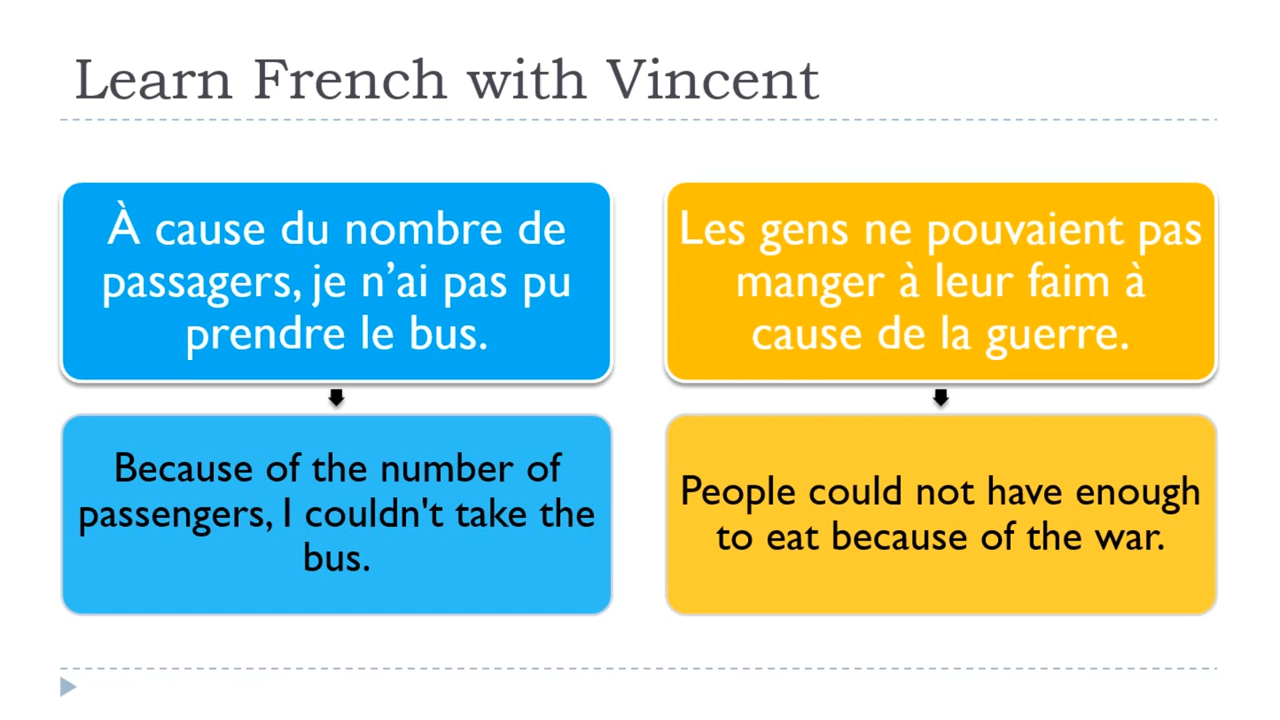 Learn French with Vincent
À cause du nombre de
passagers, je n’ai pas pu
prendre le bus.
Because of the number of
passengers, I couldn't take the
bus.
Les gens ne pouvaient pas
manger à leur faim à
cause de la guerre.
People could not have enough
to eat because of the war.